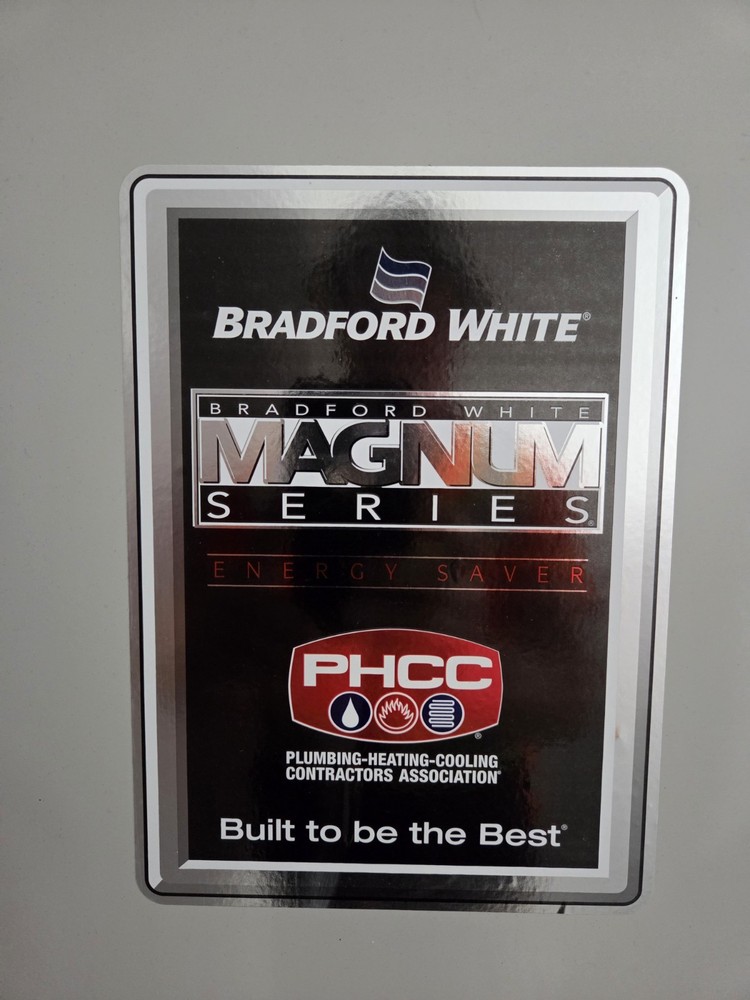 BRADFORD WHITE®
BRADFORD WHITE
MAGNUM
SERIES®
ENERGY SAVER
PHCC
®
PLUMBING-HEATING-COOLING
CONTRACTORS ASSOCIATION®
Built to be the Best®